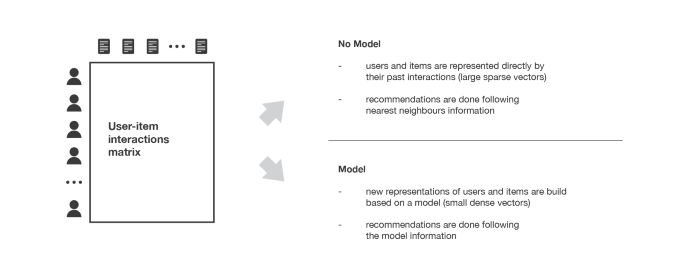 User-item
interactions
matrix
No Model
- users and items are represented directly by
their past interactions (large sparse vectors)
- recommendations are done following
nearest neighbours information
Model
- new representations of users and items are build
based on a model (small dense vectors)
- recommendations are done following
the model information